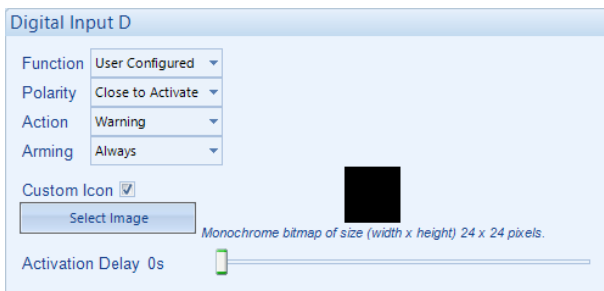 Digital Input D
Function User Configured
Polarity Close to Activate
Action Warning
Arming Always
Custom Icon
Select Image
Monochrome bitmap of size (width x height) 24 x 24 pixels.
Activation Delay 0s